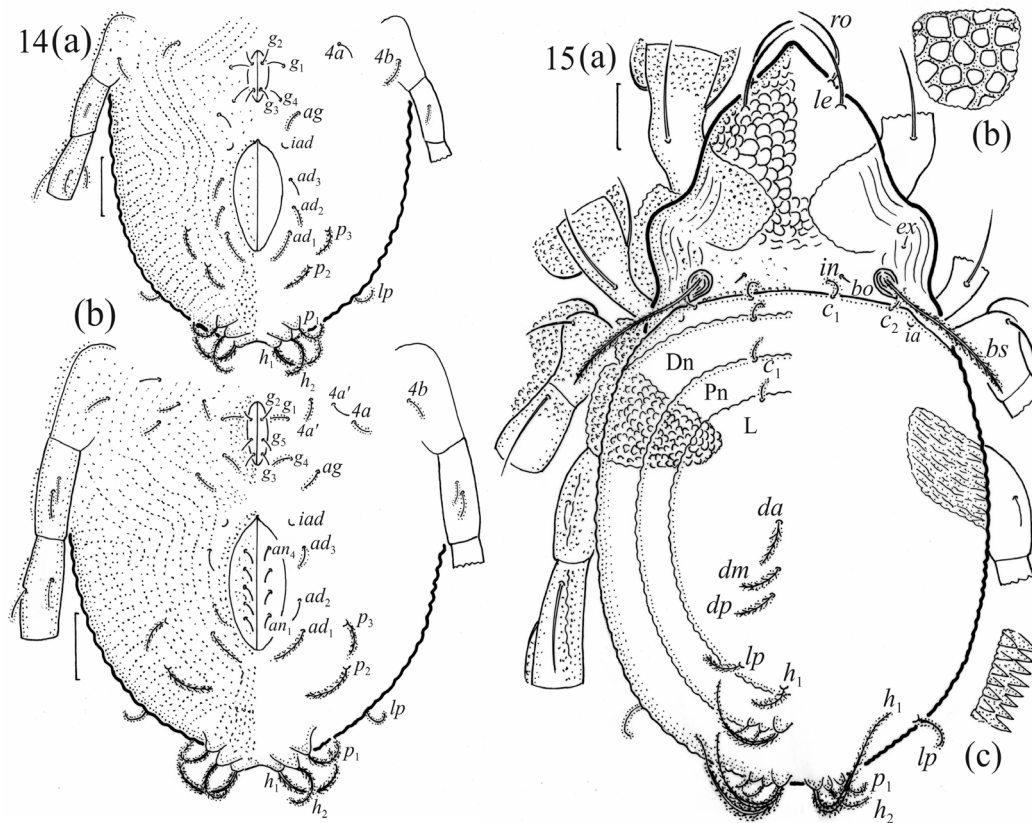 14(a)
g2
g1
4a
4b
g3
g4
ag
iad
ad3
ad2
ad1
p3
p2
lp
p1
h1
h2
(b)
g2
g1
4a'
4a
4b
4a'
g5
g3
g4
ag
iad
an4
ad3
ad2
an1
ad1
p3
p2
lp
p1
h1
h2
15(a)
ro
le
(b)
ex
in
bo
c1
c2
ia
bs
Dn
c1
Pn
L
da
dm
dp
lp
h1
h1
lp
(c)
p1
h2